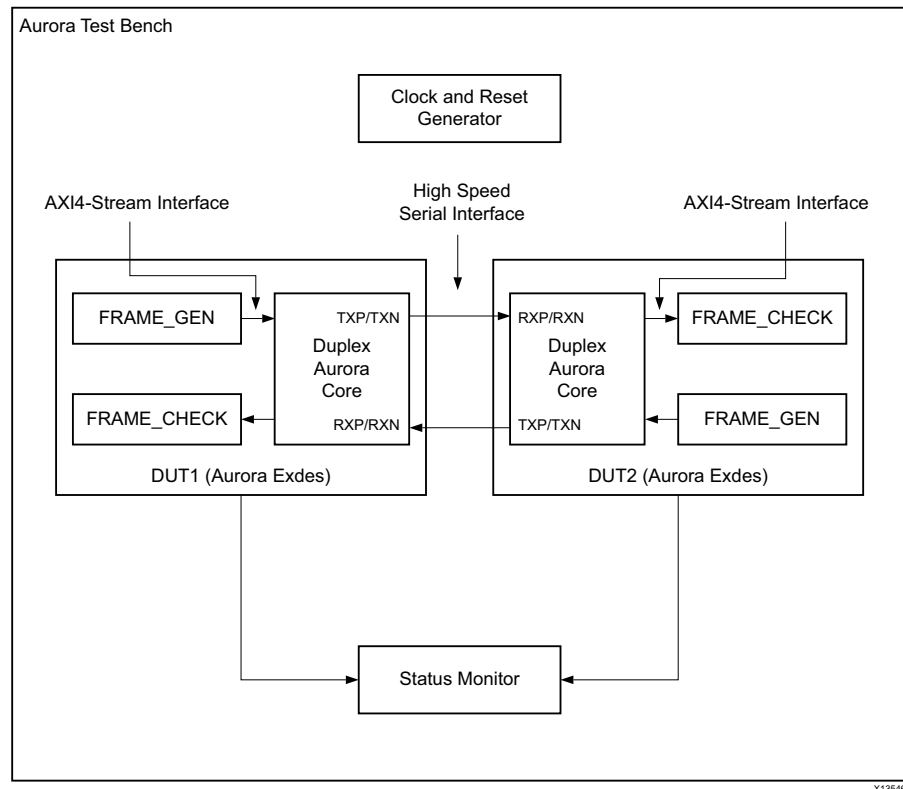 Aurora Test Bench
Clock and Reset
Generator
AXI4-Stream Interface
High Speed
Serial Interface
AXI4-Stream Interface
FRAME_GEN
TXP/TXN
RXP/RXN
FRAME_CHECK
Duplex
Aurora
Core
Duplex
Aurora
Core
FRAME_CHECK
RXP/RXN
TXP/TXN
FRAME_GEN
DUT1 (Aurora Exdes)
DUT2 (Aurora Exdes)
Status Monitor